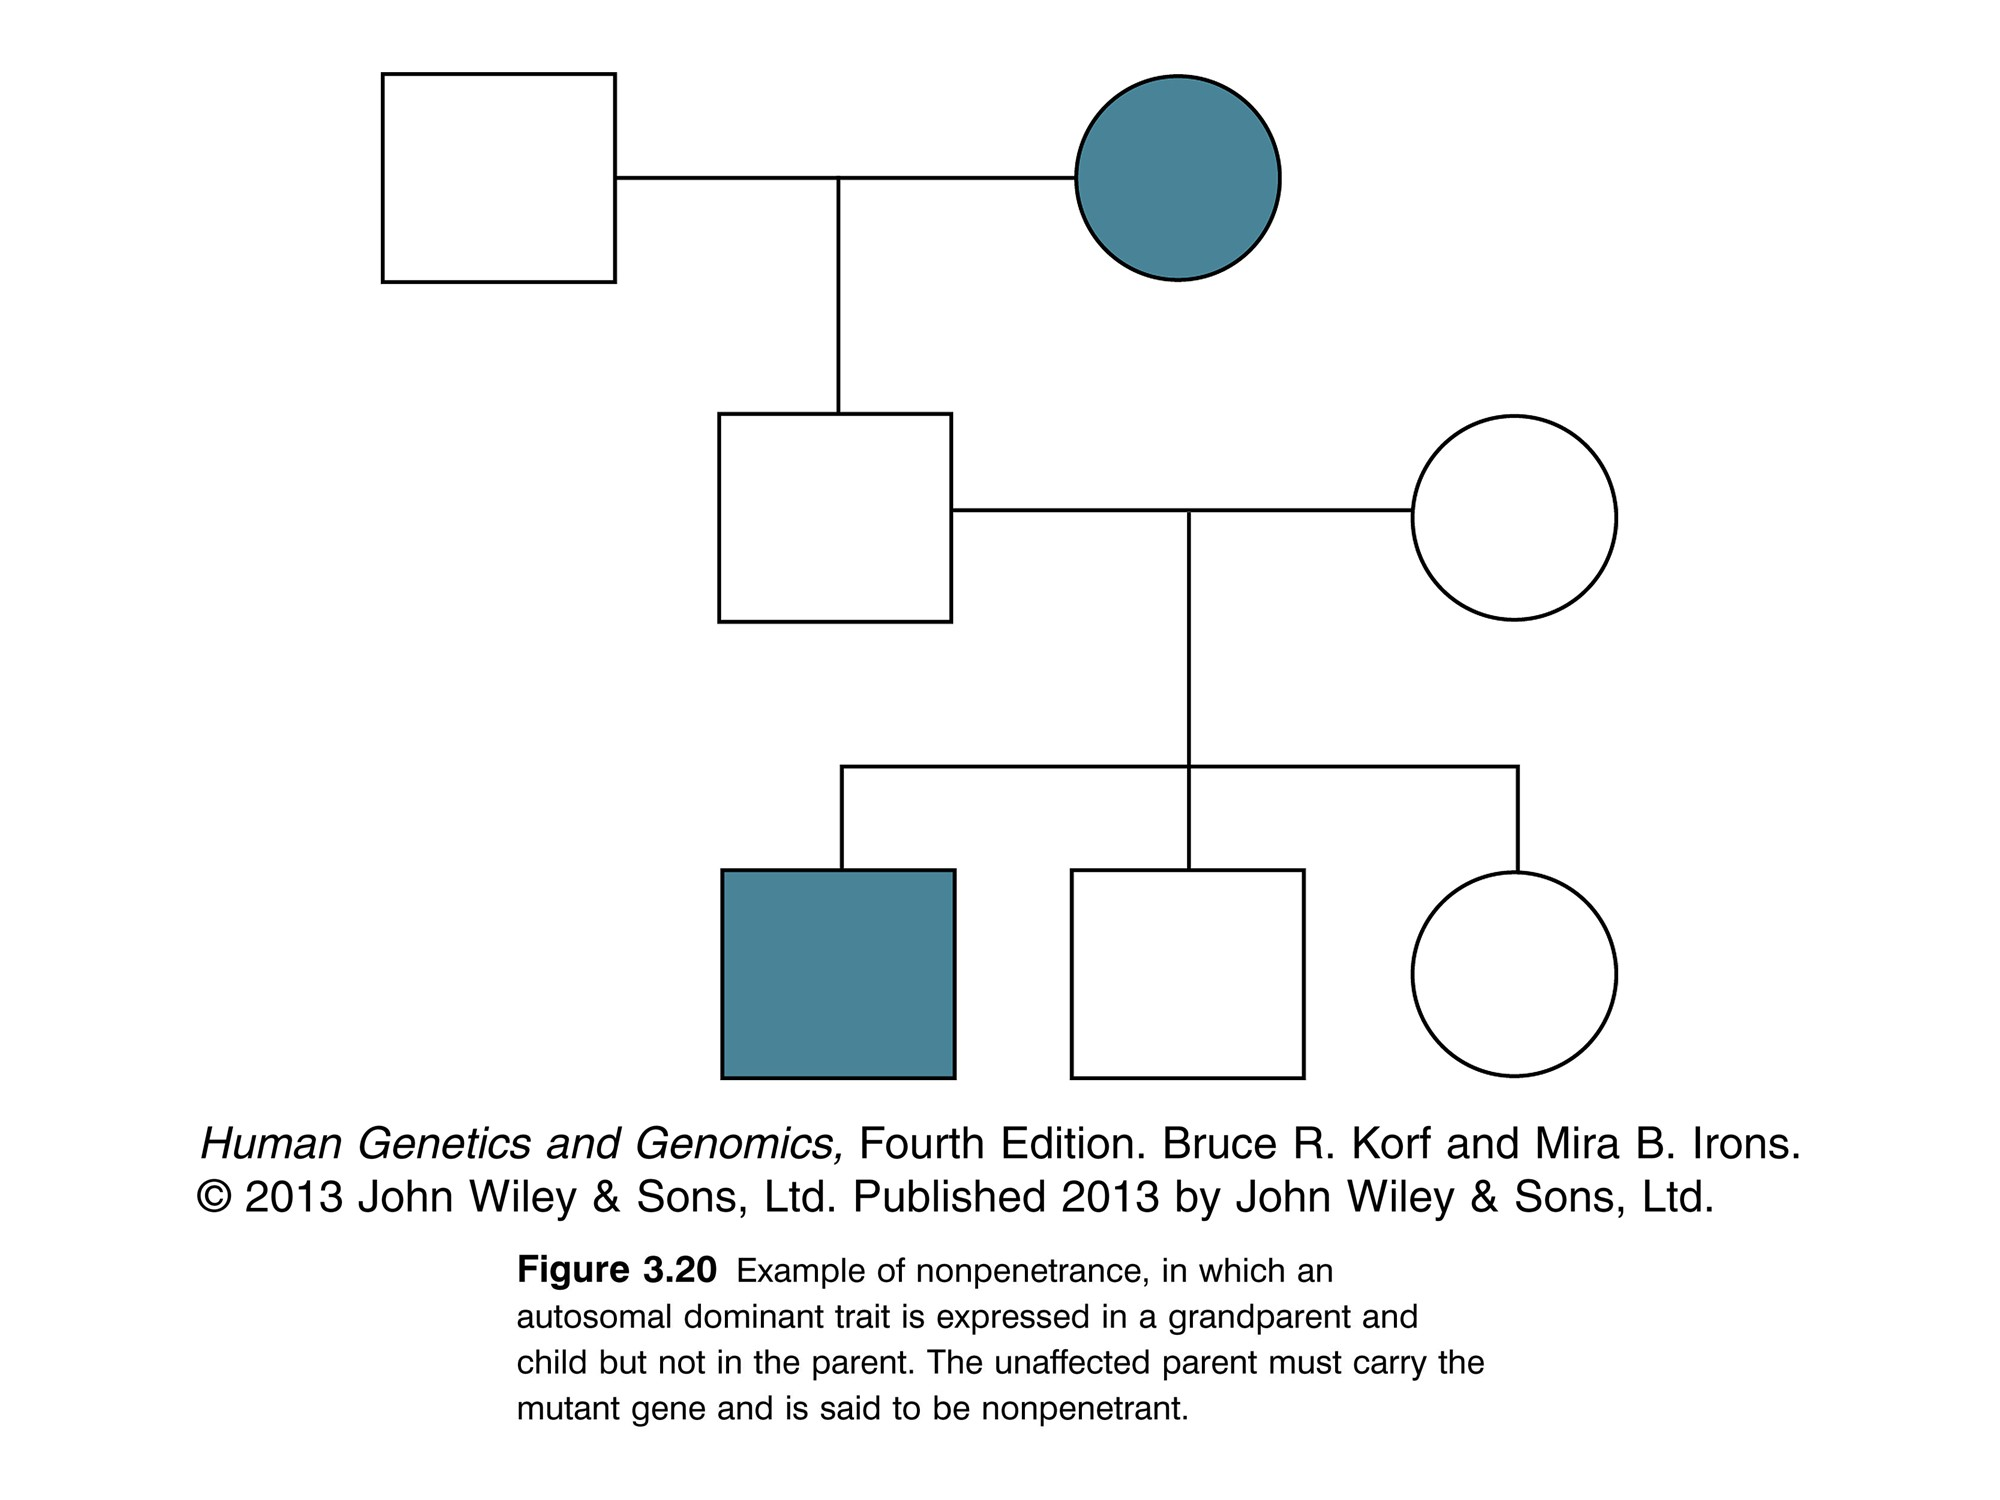 Human Genetics and Genomics, Fourth Edition. Bruce R. Korf and Mira B. Irons.
© 2013 John Wiley & Sons, Ltd. Published 2013 by John Wiley & Sons, Ltd.
Figure 3.20 Example of nonpenetrance, in which an
autosomal dominant trait is expressed in a grandparent and
child but not in the parent. The unaffected parent must carry the
mutant gene and is said to be nonpenetrant.